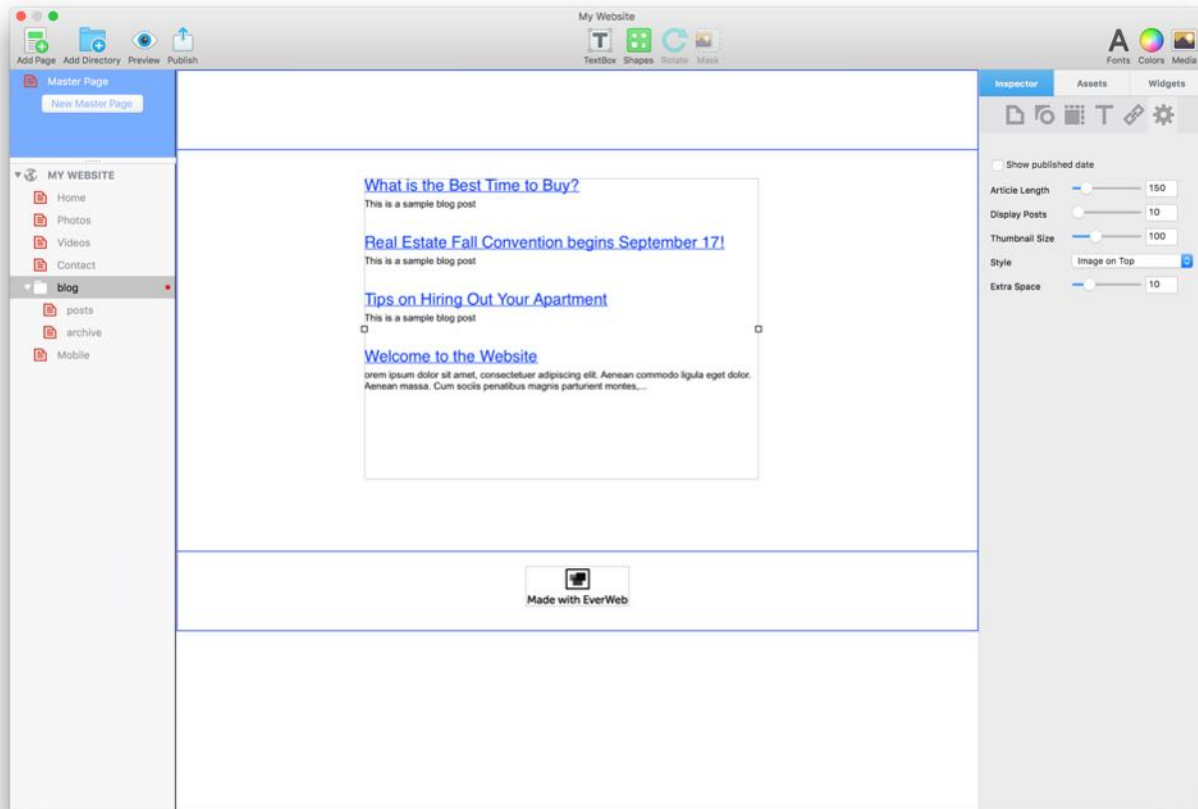 My Website
Add Page Add Directory Preview Publish
TextBox Shapes Rotate Mask
Fonts Colors Media
Master Page
New Master Page
MY WEBSITE
Home
Photos
Videos
Contact
blog
posts
archive
Mobile
What is the Best Time to Buy?
This is a sample blog post
Real Estate Fall Convention begins September 17!
This is a sample blog post
Tips on Hiring Out Your Apartment
This is a sample blog post
Welcome to the Website
orem ipsum dolor sit amet, consectetuer adipiscing elit. Aenean commodo ligula eget dolor.
Aenean massa. Cum sociis penatibus magnis parturient montes,...
Made with EverWeb
Inspector Assets Widgets
Show published date
Article Length 150
Display Posts 10
Thumbnail Size 100
Style Image on Top
Extra Space 10